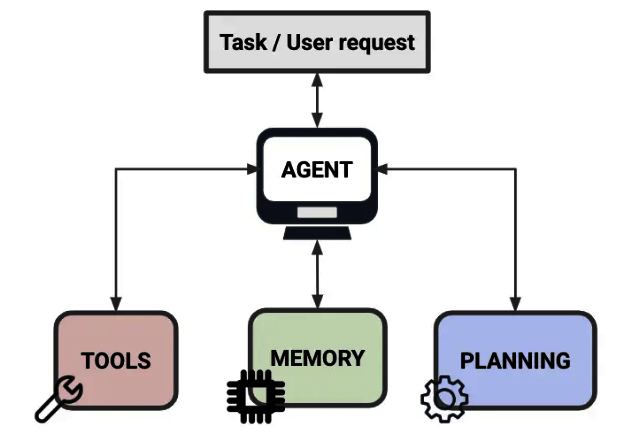 Task / User request
AGENT
TOOLS
MEMORY
PLANNING